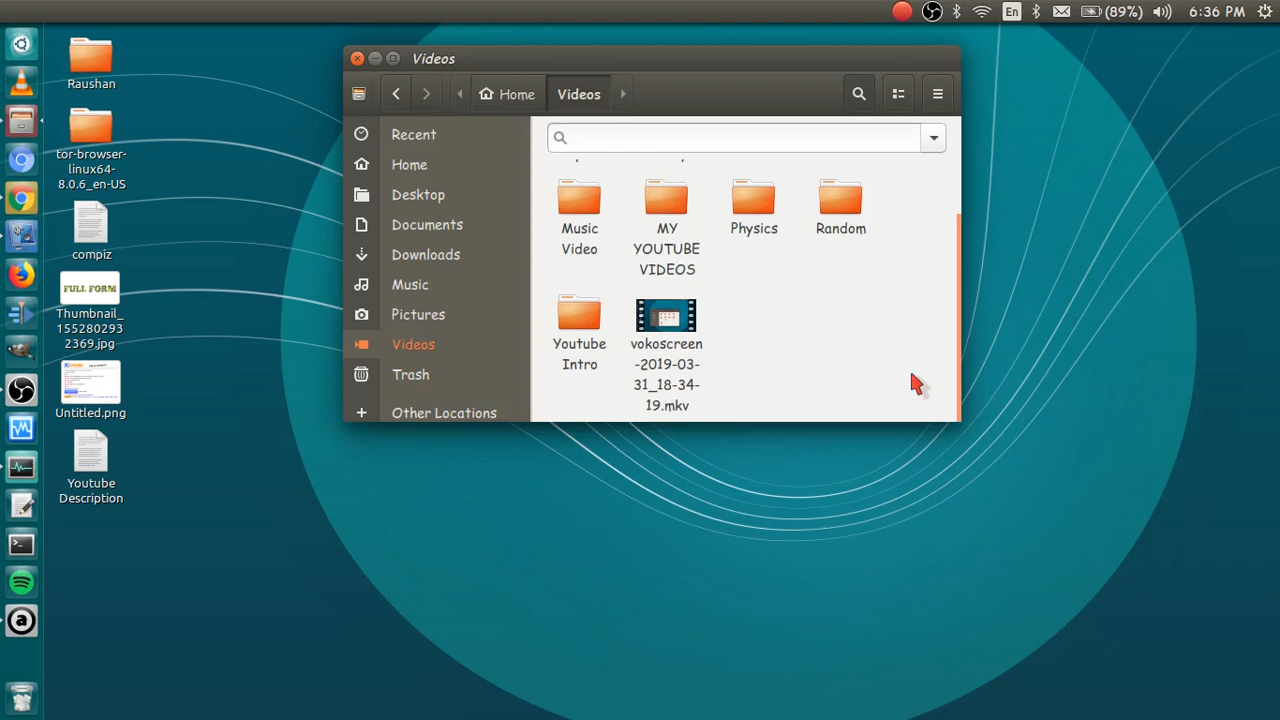 En
(89%)
6:36 PM
Raushan
tor-browser-
linux64-
8.0.6_en-US
compiz
FULL FORM
Thumbnail_
155280293
2369.jpg
Untitled.png
Youtube
Description
Videos
Home
Videos
Recent
Home
Desktop
Documents
Downloads
Music
Pictures
Videos
Trash
Other Locations
Music
Video
MY
YOUTUBE
VIDEOS
Physics
Random
Youtube
Intro
vokoscreen
-2019-03-
31_18-34-
19.mkv